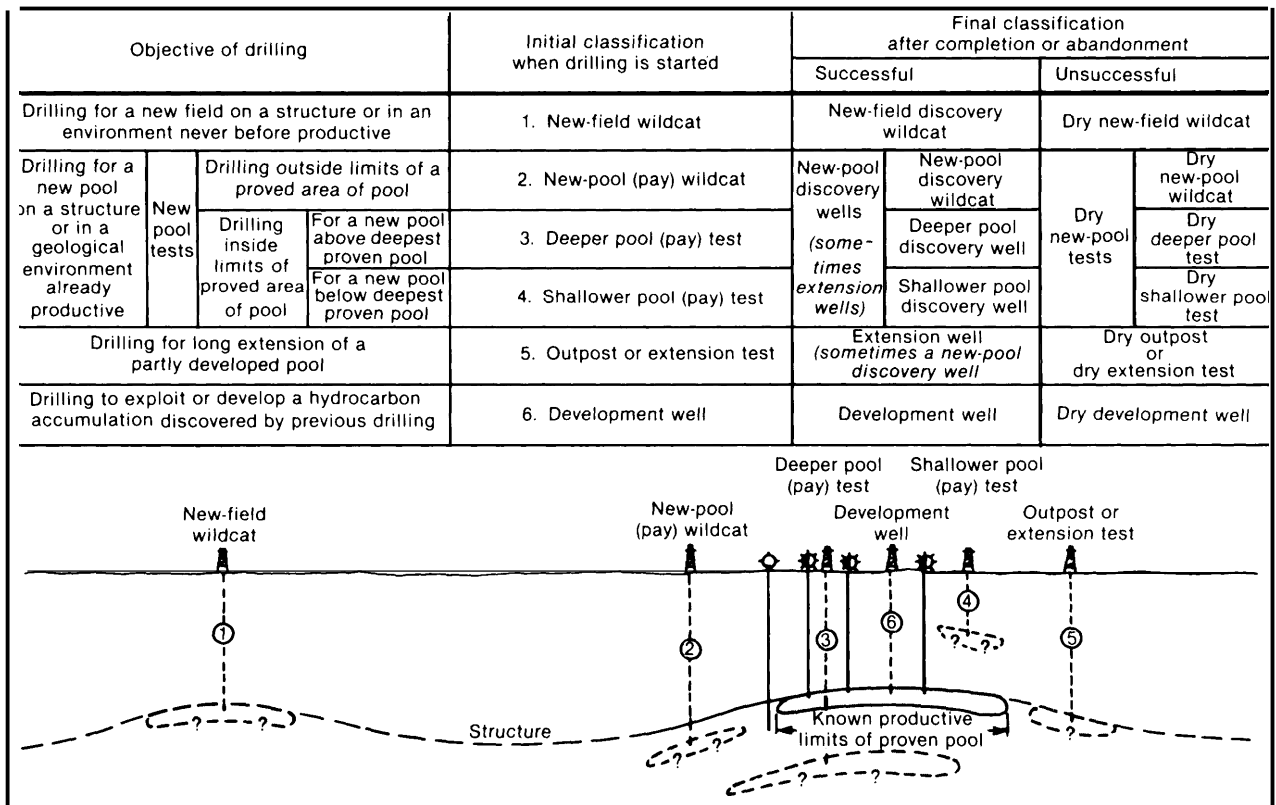 Objective of drilling
Initial classification
when drilling is started
Final classification
after completion or abandonment
Successful
Unsuccessful
Drilling for a new field on a structure or in an
environment never before productive
1. New-field wildcat
New-field discovery
wildcat
Dry new-field wildcat
Drilling for a
new pool
on a structure
or in a
geological
environment
already
productive
New
pool
tests
Drilling outside limits of a
proved area of pool
2. New-pool (pay) wildcat
New-pool
discovery
wells
(some-
times
extension
wells)
New-pool
discovery
wildcat
Dry
new-pool
tests
Dry
new-pool
wildcat
Drilling
inside
limits of
proved area
of pool
For a new pool
above deepest
proven pool
3. Deeper pool (pay) test
Deeper pool
discovery well
Dry
deeper pool
test
For a new pool
below deepest
proven pool
4. Shallower pool (pay) test
Shallower pool
discovery well
Dry
shallower pool
test
Drilling for long extension of a
partly developed pool
5. Outpost or extension test
Extension well
(sometimes a new-pool
discovery well
Dry outpost
or
dry extension test
Drilling to exploit or develop a hydrocarbon
accumulation discovered by previous drilling
6. Development well
Development well
Dry development well
New-field
wildcat
New-pool
(pay) wildcat
Deeper pool
(pay) test
Shallower pool
(pay) test
Development
well
Outpost or
extension test
1
2
3
6
4
5
? ?
? ?
? ?
? ?
?
Structure
Known productive
limits of proven pool